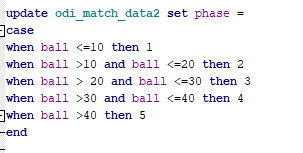 update odi_match_data2 set phase =
case
when ball <=10 then 1
when ball >10 and ball <=20 then 2
when ball > 20 and ball <=30 then 3
when ball >30 and ball <=40 then 4
when ball >40 then 5
end